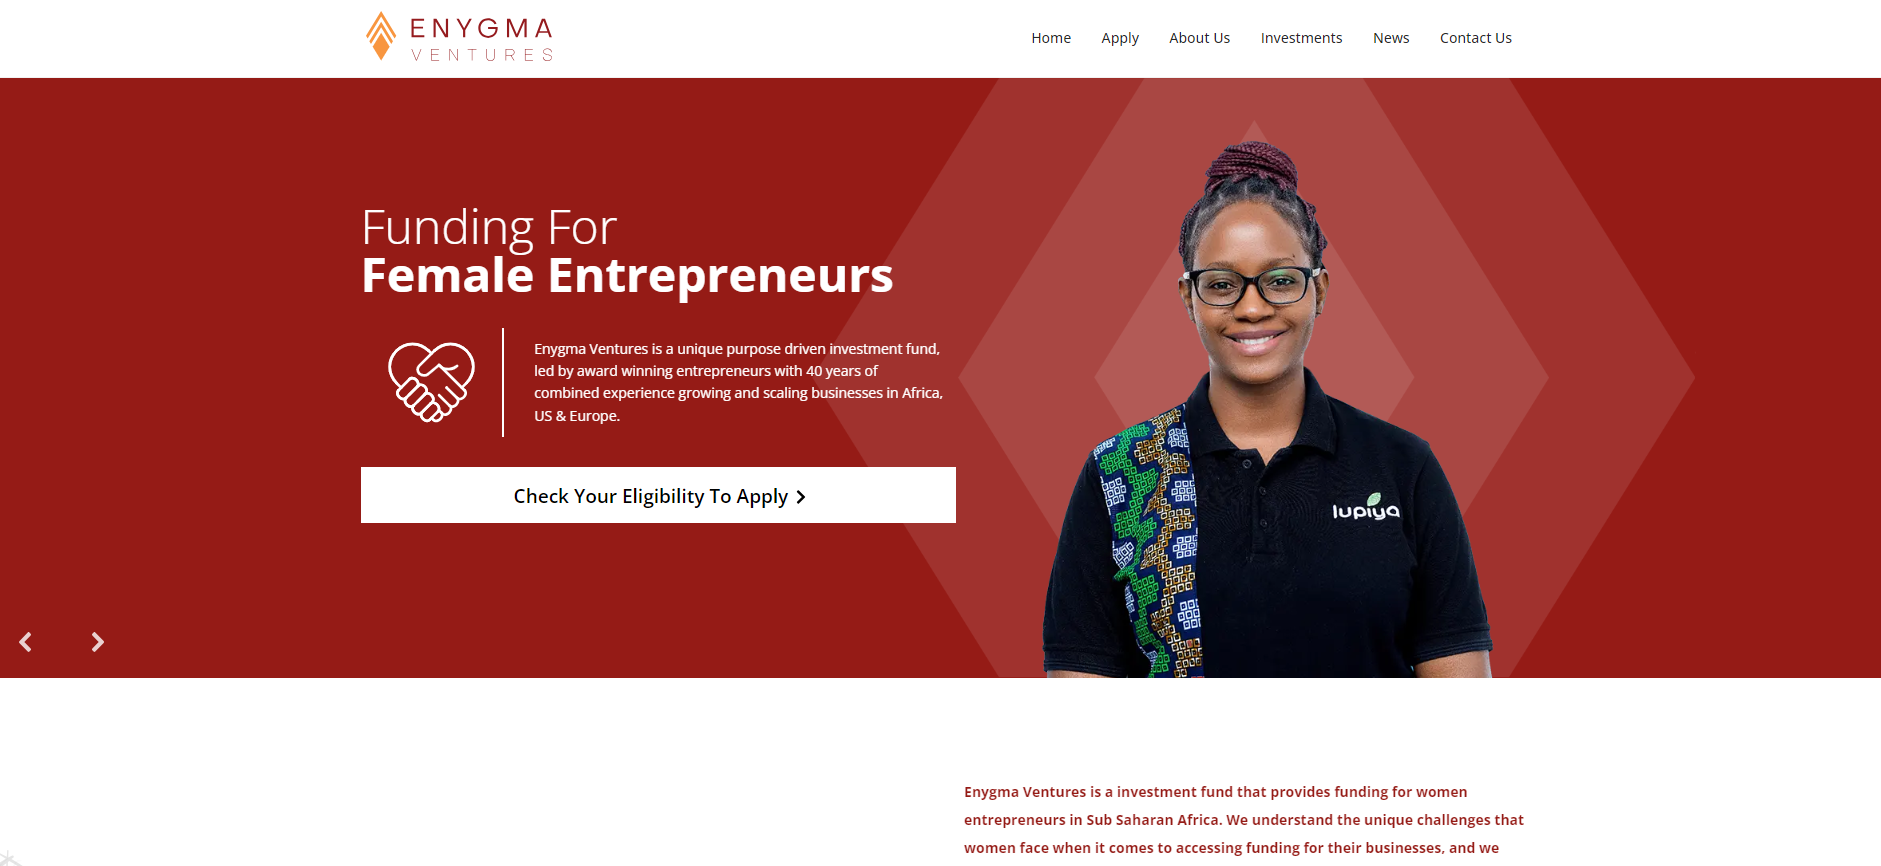 ENYGMA
VENTURES
Home Apply About Us Investments News Contact Us
Funding For
Female Entrepreneurs
Enygma Ventures is a unique purpose driven investment fund,
led by award winning entrepreneurs with 40 years of
combined experience growing and scaling businesses in Africa,
US & Europe.
Check Your Eligibility To Apply
lupiya
Enygma Ventures is a investment fund that provides funding for women
entrepreneurs in Sub Saharan Africa. We understand the unique challenges that
women face when it comes to accessing funding for their businesses, and we